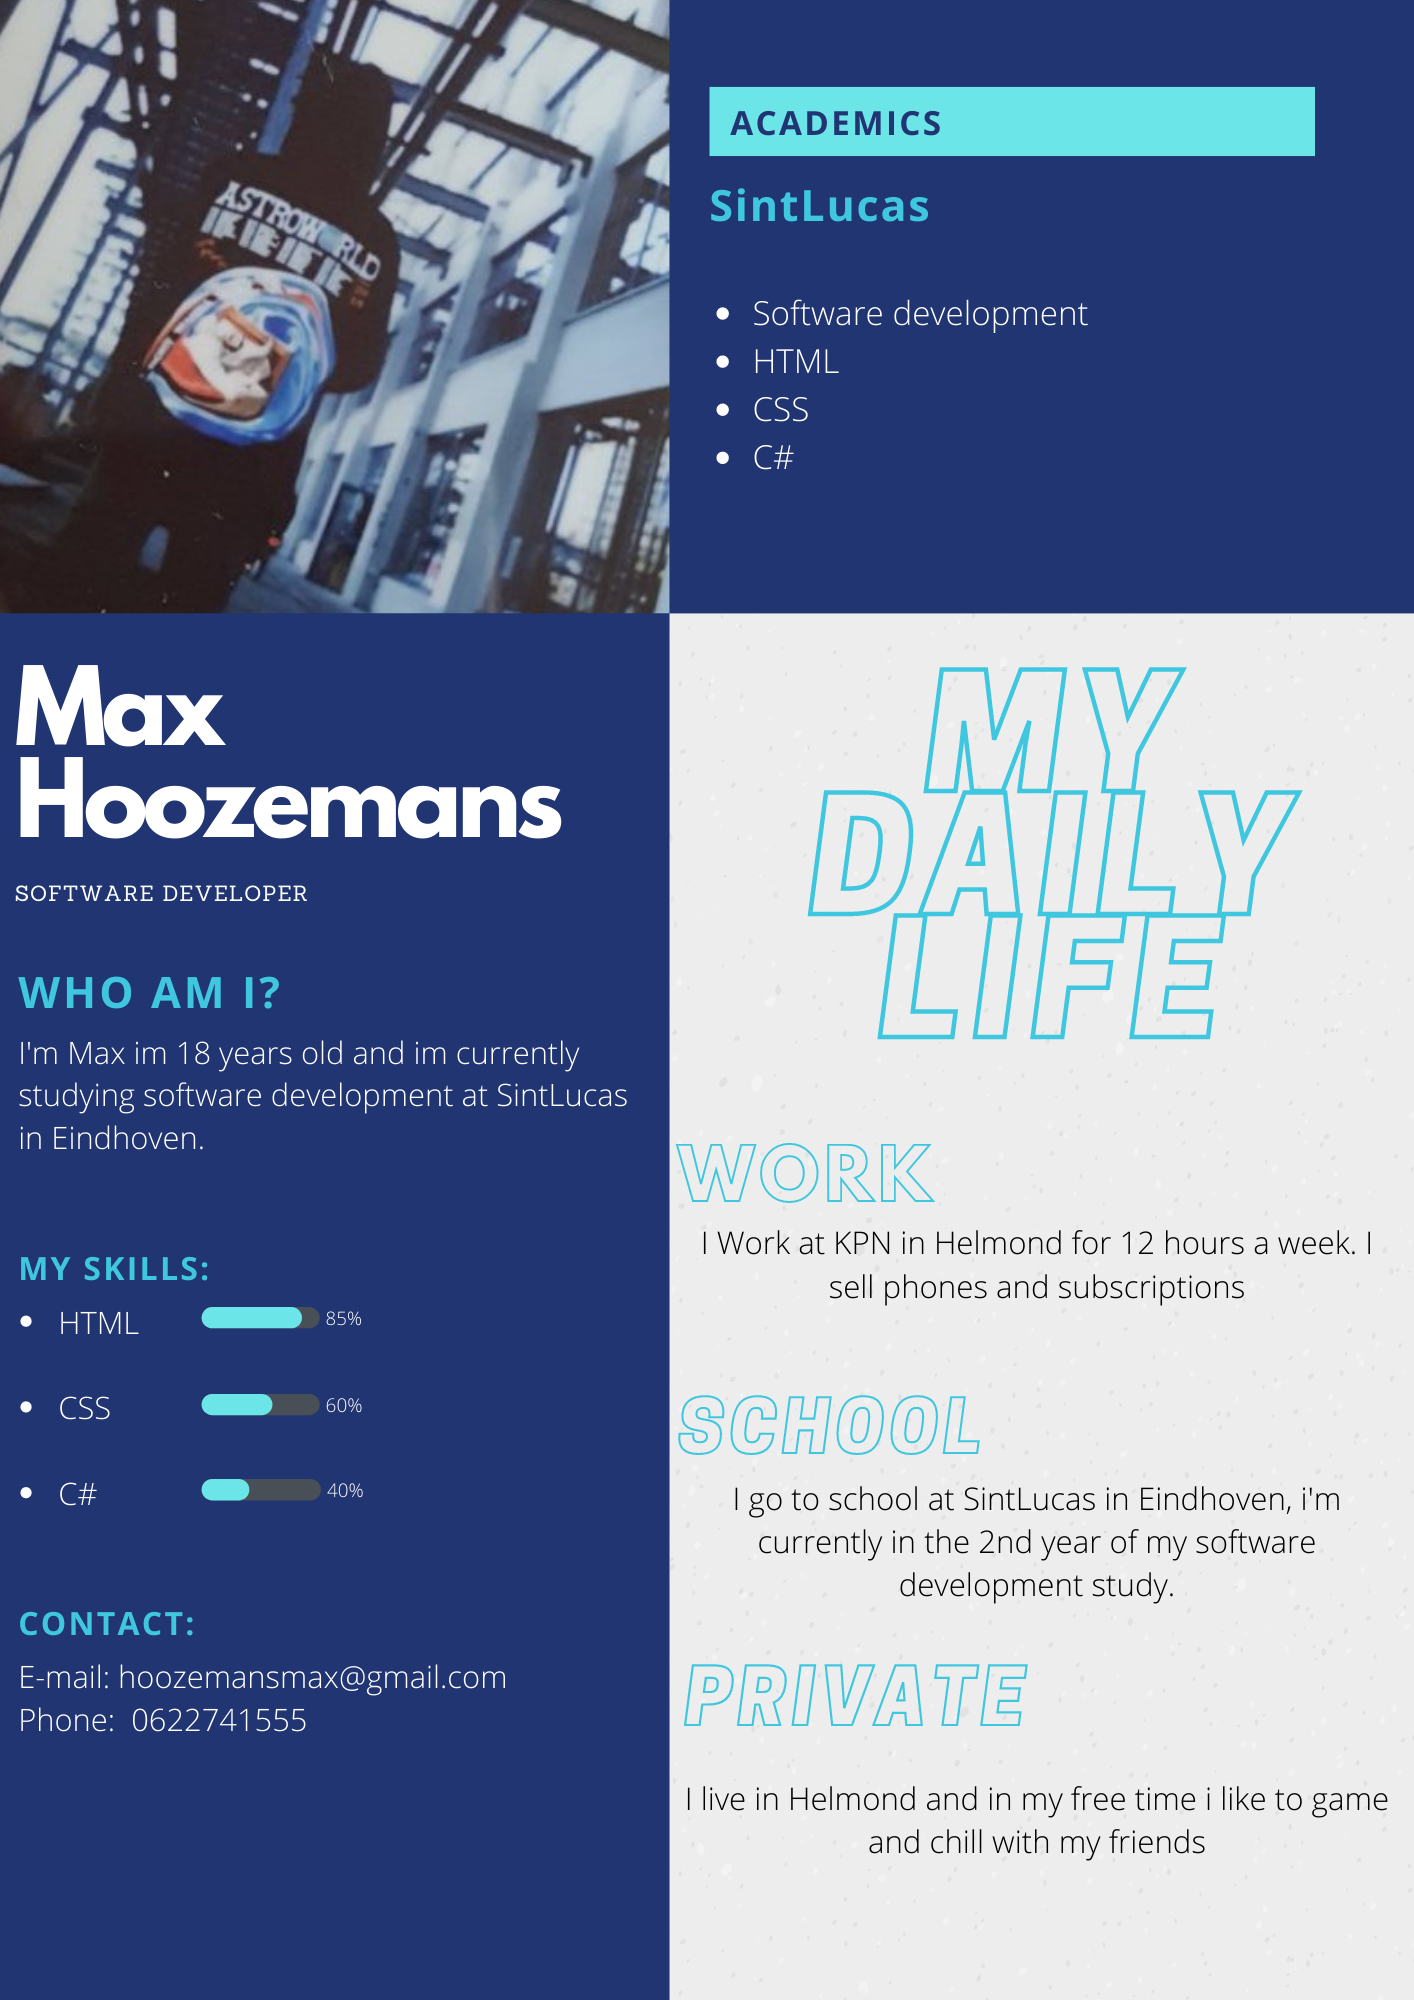 ASTROWORLD
ACADEMICS
SintLucas
Software development
HTML
CSS
C#
Max
Hoozemans
SOFTWARE DEVELOPER
WHO AM I?
I'm Max im 18 years old and im currently
studying software development at SintLucas
in Eindhoven.
MY SKILLS:
HTML 85%
CSS 60%
C# 40%
CONTACT:
E-mail: hoozemansmax@gmail.com
Phone: 0622741555
MY
DAILY
LIFE
WORK
I Work at KPN in Helmond for 12 hours a week. I
sell phones and subscriptions
SCHOOL
I go to school at SintLucas in Eindhoven, i'm
currently in the 2nd year of my software
development study.
PRIVATE
I live in Helmond and in my free time i like to game
and chill with my friends